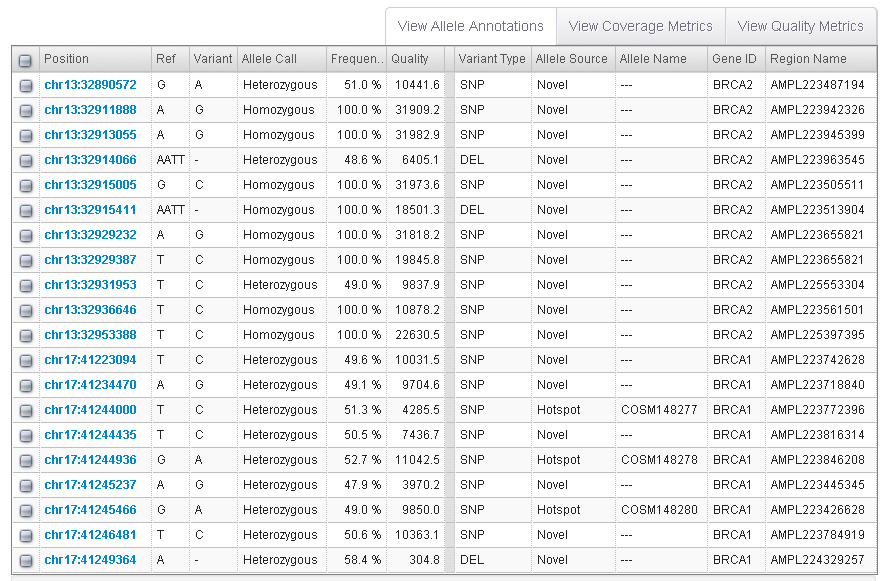 View Allele Annotations View Coverage Metrics View Quality Metrics
Position Ref Variant Allele Call Frequen.. Quality Variant Type Allele Source Allele Name Gene ID Region Name
chr13:32890572 G A Heterozygous 51.0 % 10441.6 SNP Novel --- BRCA2 AMPL223487194
chr13:32911888 A G Homozygous 100.0 % 31909.2 SNP Novel --- BRCA2 AMPL223942326
chr13:32913055 A G Homozygous 100.0 % 31982.9 SNP Novel --- BRCA2 AMPL223945399
chr13:32914066 AATT - Heterozygous 48.6 % 6405.1 DEL Novel --- BRCA2 AMPL223963545
chr13:32915005 G C Homozygous 100.0 % 31973.6 SNP Novel --- BRCA2 AMPL223505511
chr13:32915411 AATT - Homozygous 100.0 % 18501.3 DEL Novel --- BRCA2 AMPL223513904
chr13:32929232 A G Homozygous 100.0 % 31818.2 SNP Novel --- BRCA2 AMPL223655821
chr13:32929387 T C Homozygous 100.0 % 19845.8 SNP Novel --- BRCA2 AMPL223655821
chr13:32931953 T C Heterozygous 49.0 % 9837.9 SNP Novel --- BRCA2 AMPL225553304
chr13:32936646 T C Homozygous 100.0 % 10878.2 SNP Novel --- BRCA2 AMPL223561501
chr13:32953388 T C Homozygous 100.0 % 22630.5 SNP Novel --- BRCA2 AMPL225397395
chr17:41223094 T C Heterozygous 49.6 % 10031.5 SNP Novel --- BRCA1 AMPL223742628
chr17:41234470 A G Heterozygous 49.1 % 9704.6 SNP Novel --- BRCA1 AMPL223718840
chr17:41244000 T C Heterozygous 51.3 % 4285.5 SNP Hotspot COSM148277 BRCA1 AMPL223772396
chr17:41244435 T C Heterozygous 50.5 % 7436.7 SNP Novel --- BRCA1 AMPL223816314
chr17:41244936 G A Heterozygous 52.7 % 11042.5 SNP Hotspot COSM148278 BRCA1 AMPL223846208
chr17:41245237 A G Heterozygous 47.9 % 3970.2 SNP Novel --- BRCA1 AMPL223445345
chr17:41245466 G A Heterozygous 49.0 % 9850.0 SNP Hotspot COSM148280 BRCA1 AMPL223426628
chr17:41246481 T C Heterozygous 50.6 % 10363.1 SNP Novel --- BRCA1 AMPL223784919
chr17:41249364 A - Heterozygous 58.4 % 304.8 DEL Novel --- BRCA1 AMPL224329257